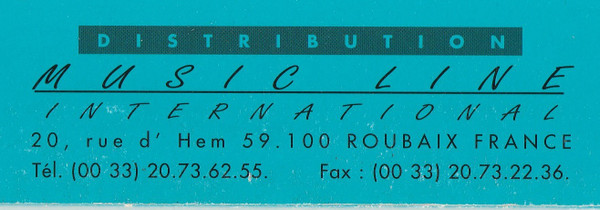 DISTRIBUTION
MUSIC LINE
INTERNATIONAL
20, rue d' Hem 59.100 ROUBAIX FRANCE
Tél. (00 33) 20.73.62.55. Fax : (00 33) 20.73.22.36.